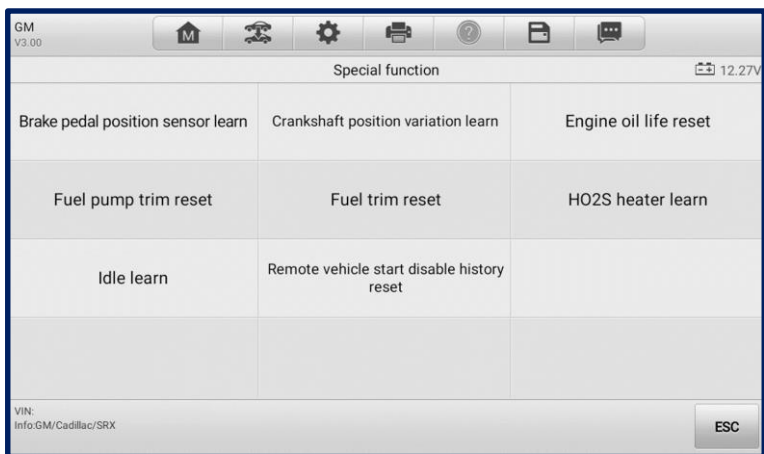 GM
V3.00
M
?
Special function
12.27V
Brake pedal position sensor learn
Crankshaft position variation learn
Engine oil life reset
Fuel pump trim reset
Fuel trim reset
HO2S heater learn
Idle learn
Remote vehicle start disable history
reset
VIN:
Info:GM/Cadillac/SRX
ESC